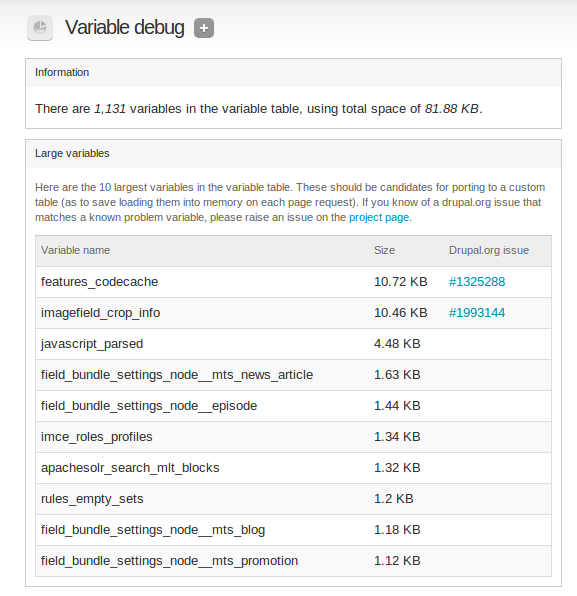 Variable debug
Information
There are 1,131 variables in the variable table, using total space of 81.88 KB.
Large variables
Here are the 10 largest variables in the variable table. These should be candidates for porting to a custom
table (as to save loading them into memory on each page request). If you know of a drupal.org issue that
matches a known problem variable, please raise an issue on the project page.
Variable name Size Drupal.org issue
features_codecache 10.72 KB #1325288
imagefield_crop_info 10.46 KB #1993144
javascript_parsed 4.48 KB
field_bundle_settings_node__mts_news_article 1.63 KB
field_bundle_settings_node__episode 1.44 KB
imce_roles_profiles 1.34 KB
apachesolr_search_mlt_blocks 1.32 KB
rules_empty_sets 1.2 KB
field_bundle_settings_node__mts_blog 1.18 KB
field_bundle_settings_node__mts_promotion 1.12 KB